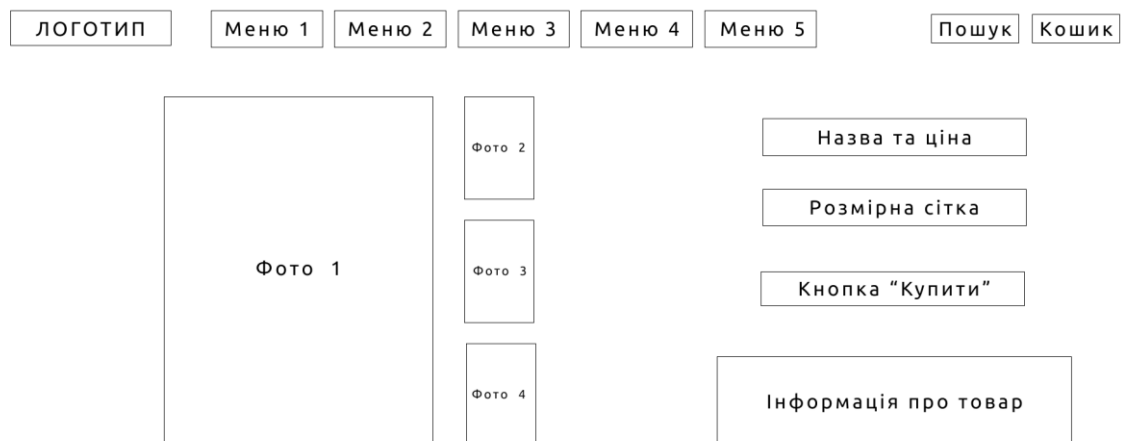 ЛОГОТИП
Меню 1
Меню 2
Меню 3
Меню 4
Меню 5
Пошук
Кошик
Фото 1
Фото 2
Фото 3
Фото 4
Назва та ціна
Розмірна сітка
Кнопка “Купити”
Інформація про товар